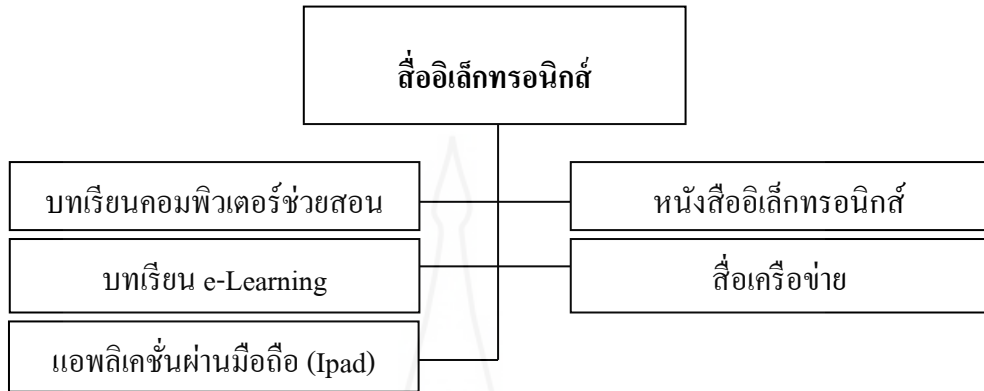 สื่ออิเล็กทรอนิกส์
บทเรียนคอมพิวเตอร์ช่วยสอน
หนังสืออิเล็กทรอนิกส์
บทเรียน e-Learning
สื่อเครือข่าย
แอพลิเคชั่นผ่านมือถือ (Ipad)